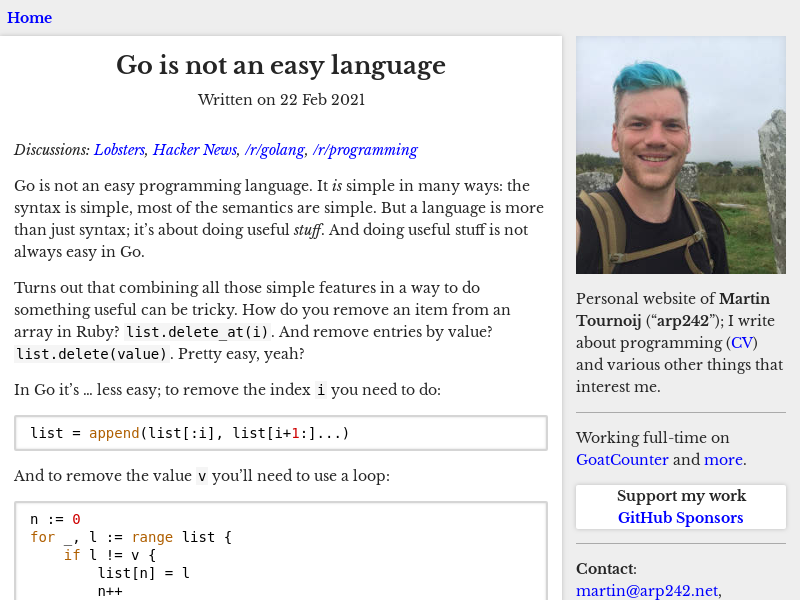 Home
Go is not an easy language
Written on 22 Feb 2021
Discussions: Lobsters, Hacker News, /r/golang, /r/programming
Go is not an easy programming language. It is simple in many ways: the
syntax is simple, most of the semantics are simple. But a language is more
than just syntax; it’s about doing useful stuff. And doing useful stuff is not
always easy in Go.
Turns out that combining all those simple features in a way to do
something useful can be tricky. How do you remove an item from an
array in Ruby? list.delete_at(i). And remove entries by value?
list.delete(value). Pretty easy, yeah?
In Go it’s … less easy; to remove the index i you need to do:
list = append(list[:i], list[i+1:]...)
And to remove the value v you’ll need to use a loop:
n := 0
for _, l := range list {
    if l != v {
        list[n] = l
        n++
Personal website of Martin
Tournoij (“arp242”); I write
about programming (CV)
and various other things that
interest me.
Working full-time on
GoatCounter and more.
Support my work
GitHub Sponsors
Contact:
martin@arp242.net,